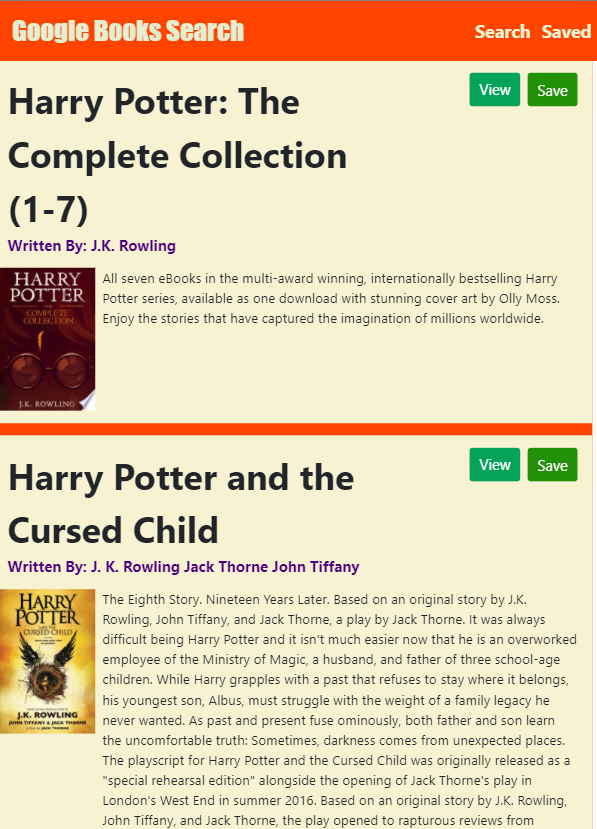 Google Books Search
Search Saved
Harry Potter: The
Complete Collection
(1-7)
View Save
Written By: J.K. Rowling
HARRY
POTTER
THE
COMPLETE
COLLECTION
J.K. ROWLING
All seven eBooks in the multi-award winning, internationally bestselling Harry
Potter series, available as one download with stunning cover art by Olly Moss.
Enjoy the stories that have captured the imagination of millions worldwide.
Harry Potter and the
Cursed Child
View Save
Written By: J. K. Rowling Jack Thorne John Tiffany
HARRY
POTTER
AND THE
CURSED CHILD
J.K. ROWLING
JOHN TIFFANY & JACK THORNE
The Eighth Story. Nineteen Years Later. Based on an original story by J.K.
Rowling, John Tiffany, and Jack Thorne, a play by Jack Thorne. It was always
difficult being Harry Potter and it isn't much easier now that he is an overworked
employee of the Ministry of Magic, a husband, and father of three school-age
children. While Harry grapples with a past that refuses to stay where it belongs,
his youngest son, Albus, must struggle with the weight of a family legacy he
never wanted. As past and present fuse ominously, both father and son learn
the uncomfortable truth: Sometimes, darkness comes from unexpected places.
The playscript for Harry Potter and the Cursed Child was originally released as a
"special rehearsal edition" alongside the opening of Jack Thorne's play in
London's West End in summer 2016. Based on an original story by J.K. Rowling,
John Tiffany, and Jack Thorne, the play opened to rapturous reviews from